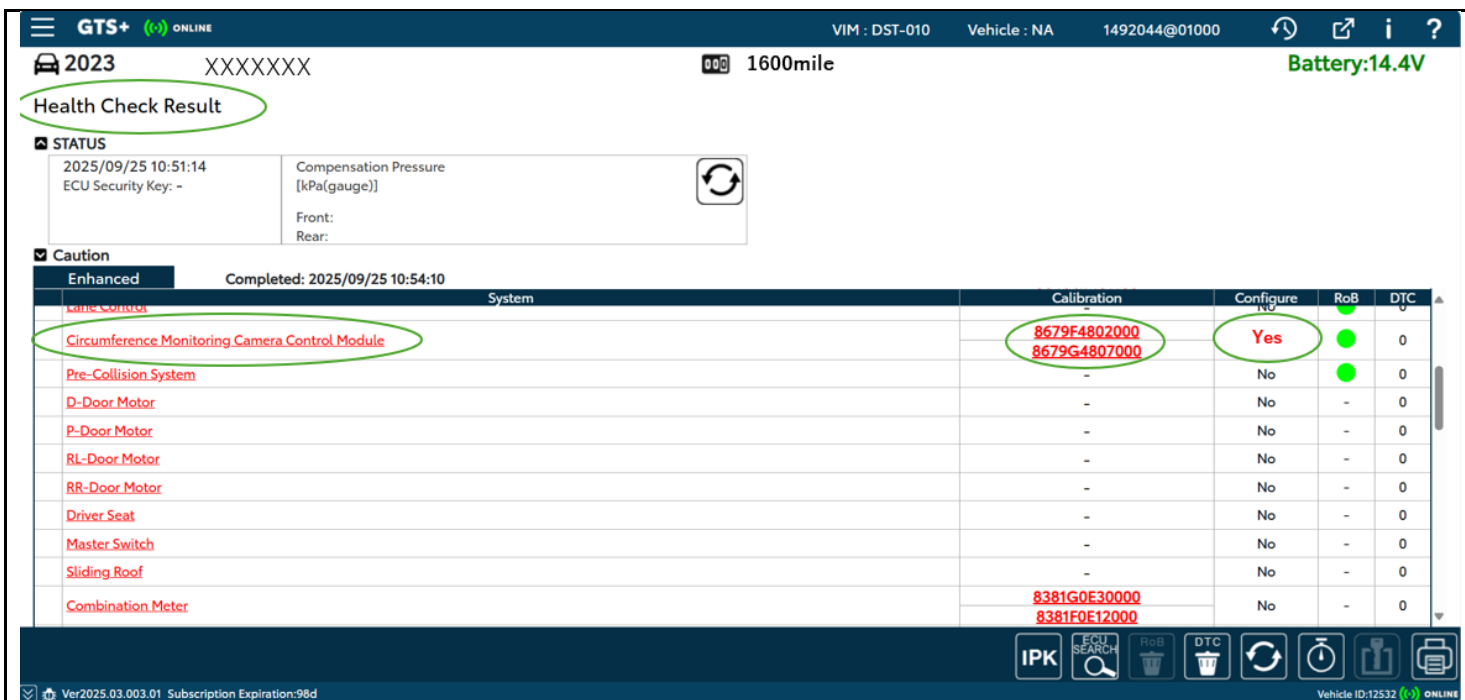 GTS+ ((·)) ONLINE VIM : DST-010 Vehicle : NA 1492044@01000 i ?
2023 XXXXXXX 000 1600mile Battery:14.4V
Health Check Result
STATUS
2025/09/25 10:51:14
ECU Security Key: -
Compensation Pressure
[kPa(gauge)]
Front:
Rear:
Caution
Enhanced Completed: 2025/09/25 10:54:10
System Calibration Configure RoB DTC
Lane Control - No 0
Circumference Monitoring Camera Control Module 8679F4802000 Yes 0
8679G4807000
Pre-Collision System - No 0
D-Door Motor - No - 0
P-Door Motor - No - 0
RL-Door Motor - No - 0
RR-Door Motor - No - 0
Driver Seat - No - 0
Master Switch - No - 0
Sliding Roof - No - 0
Combination Meter 8381G0E30000 No - 0
8381F0E12000
IPK ECU SEARCH RoB DTC
Ver2025.03.003.01 Subscription Expiration:98d Vehicle ID:12532 ((·)) ONLINE